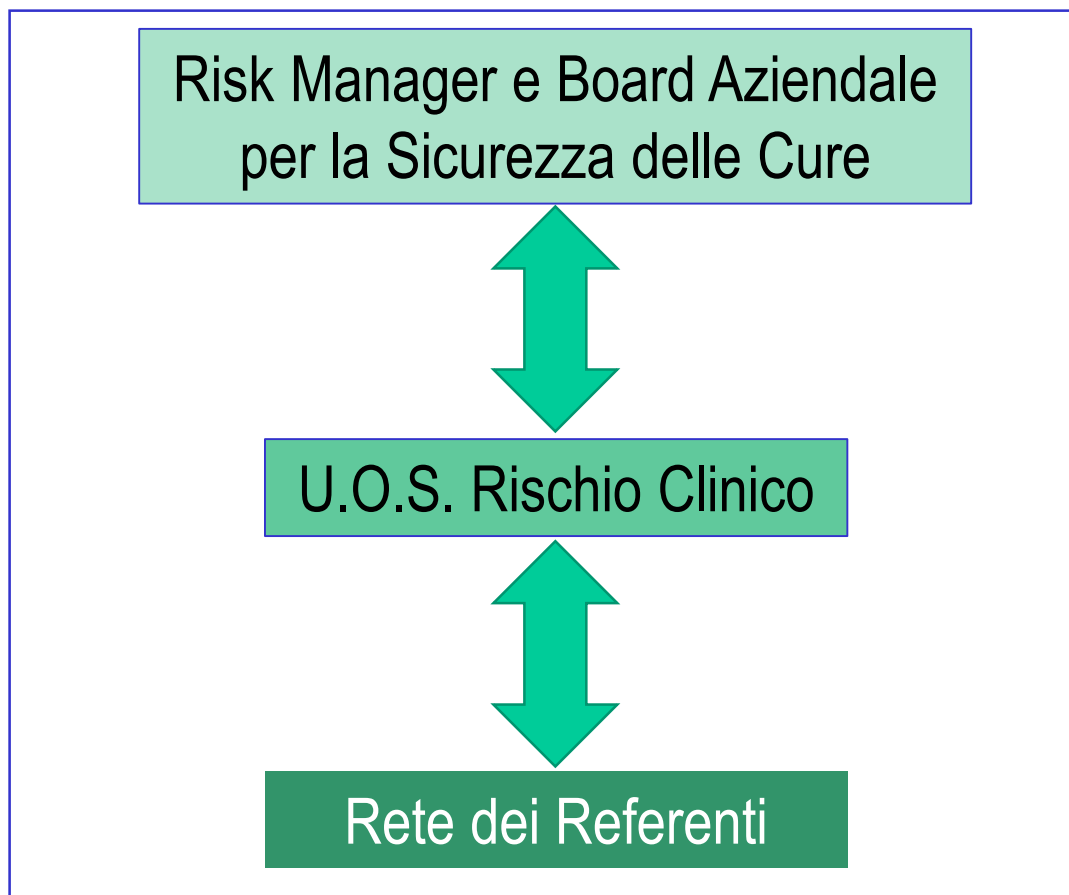 Risk Manager e Board Aziendale
per la Sicurezza delle Cure
U.O.S. Rischio Clinico
Rete dei Referenti